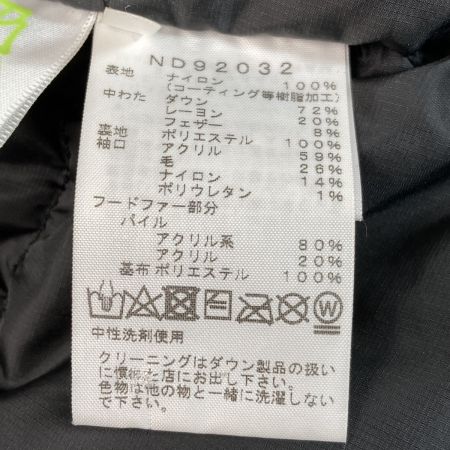 ND92032
表地 ナイロン 100%
(コーティング等樹脂加工)
中わた ダウン 72%
レーヨン 20%
フェザー 8%
裏地 ポリエステル 100%
袖口 アクリル 59%
毛 26%
ナイロン 14%
ポリウレタン 1%
フードファー部分
パイル
アクリル系 80%
アクリル 20%
基布 ポリエステル 100%
W
中性洗剤使用
クリーニングはダウン製品の扱い
に慣れた店にお出し下さい。
色物は他の物と一緒に洗濯しない
で下さい。